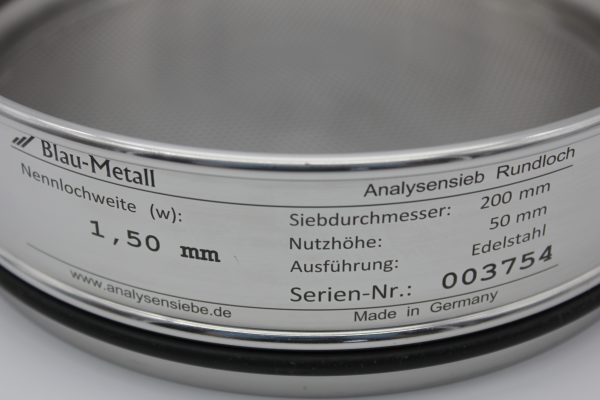 Blau-Metall
Analysensieb Rundloch
Nennlochweite (w):
1,50 mm
Siebdurchmesser: 200 mm
Nutzhöhe: 50 mm
Ausführung: Edelstahl
Serien-Nr.: 003754
www.analysensiebe.de
Made in Germany